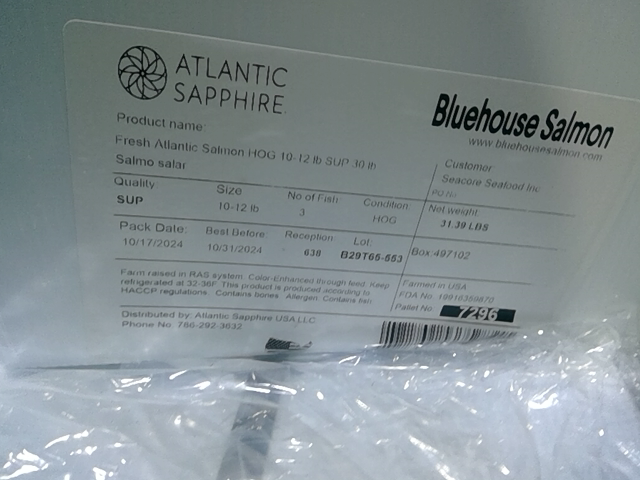 ATLANTIC
SAPPHIRE
Bluehouse Salmon
www.bluehousesalmon.com
Product name:
Fresh Atlantic Salmon HOG 10-12 lb SUP 30 lb
Salmo salar
Customer
Seacore Seafood Inc
PO No
Quality:
SUP
Size
10-12 lb
No of Fish:
3
Condition:
HOG
Net weight:
31.39 LBS
Pack Date:
10/17/2024
Best Before:
10/31/2024
Reception
638
Lot:
B29T66-553
Box: 497102
Farm raised in RAS system. Color-Enhanced through feed. Keep
refrigerated at 32-36F. This product is produced according to
HACCP regulations. Contains bones. Allergen: Contains fish
Farmed in USA
FDA No.
Pallet No. 7296
Distributed by: Atlantic Sapphire USA LLC
Phone No: 786-292-3632